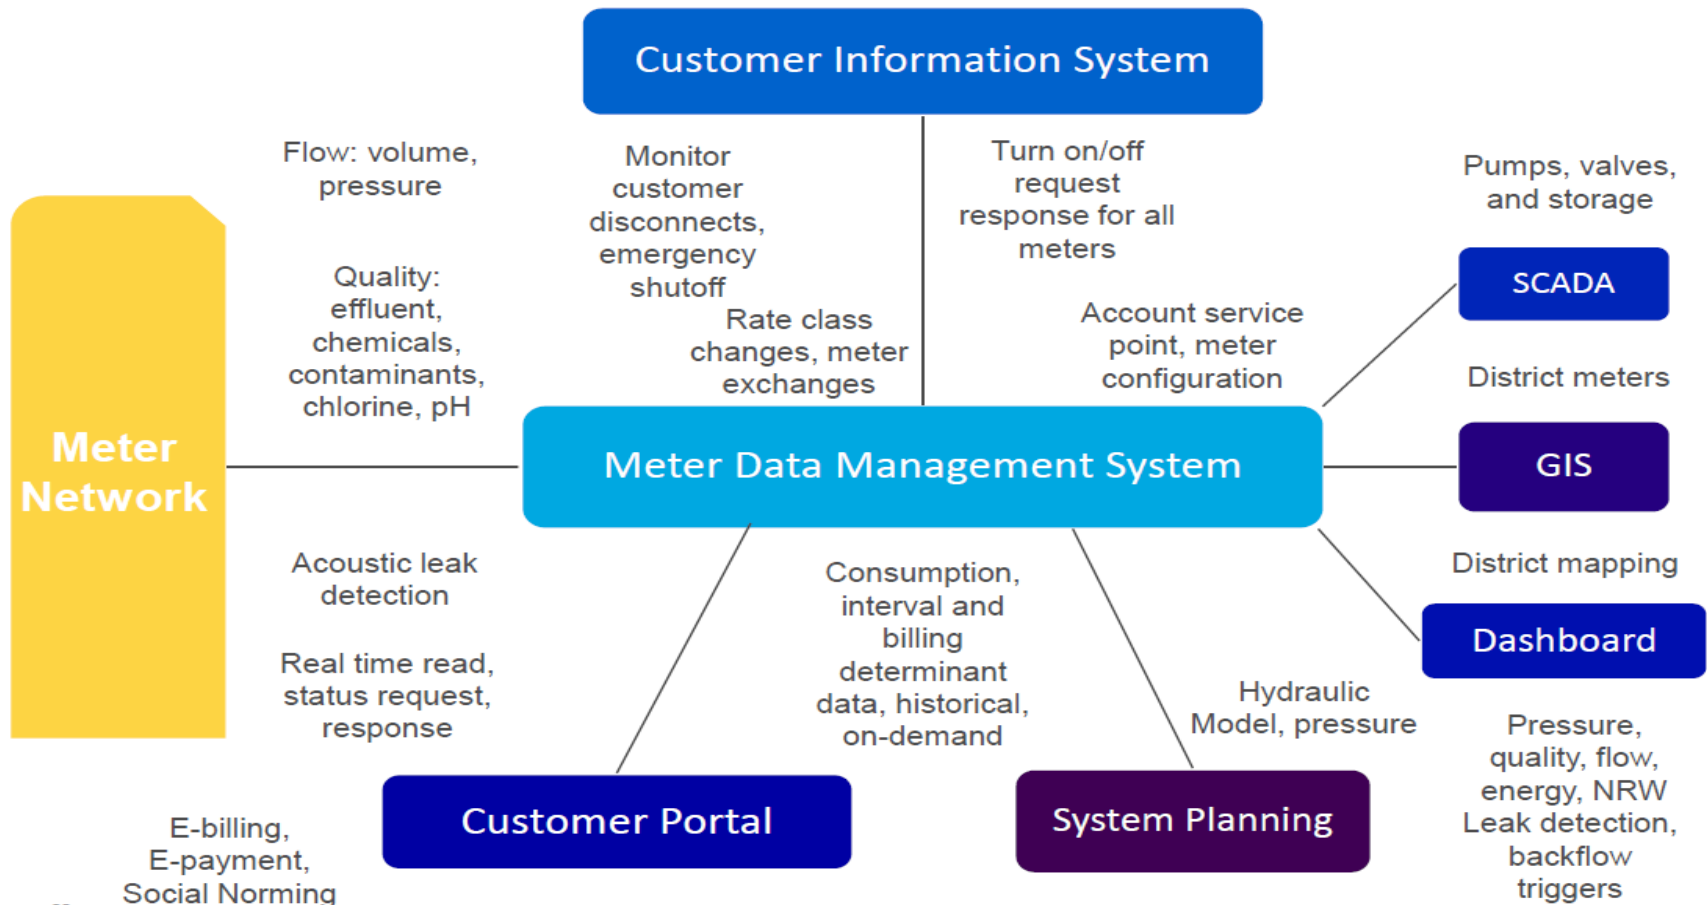 Customer Information System
Flow: volume,
pressure
Monitor
customer
disconnects,
emergency
shutoff
Turn on/off
request
response for all
meters
Pumps, valves,
and storage
Quality:
effluent,
chemicals,
contaminants,
chlorine, pH
Rate class
changes, meter
exchanges
Account service
point, meter
configuration
SCADA
District meters
Meter
Network
Meter Data Management System
GIS
District mapping
Acoustic leak
detection
Real time read,
status request,
response
Consumption,
interval and
billing
determinant
data, historical,
on-demand
Hydraulic
Model, pressure
Dashboard
Pressure,
quality, flow,
energy, NRW
Leak detection,
backflow
triggers
Customer Portal
System Planning
E-billing,
E-payment,
Social Norming